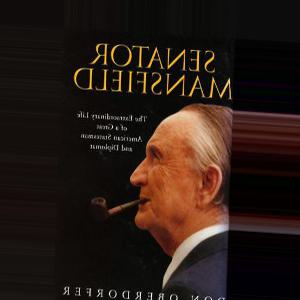 SENATOR
MANSFIELD
The Extraordinary Life
of a Great
American Statesman
and Diplomat
DON OBERDORFER